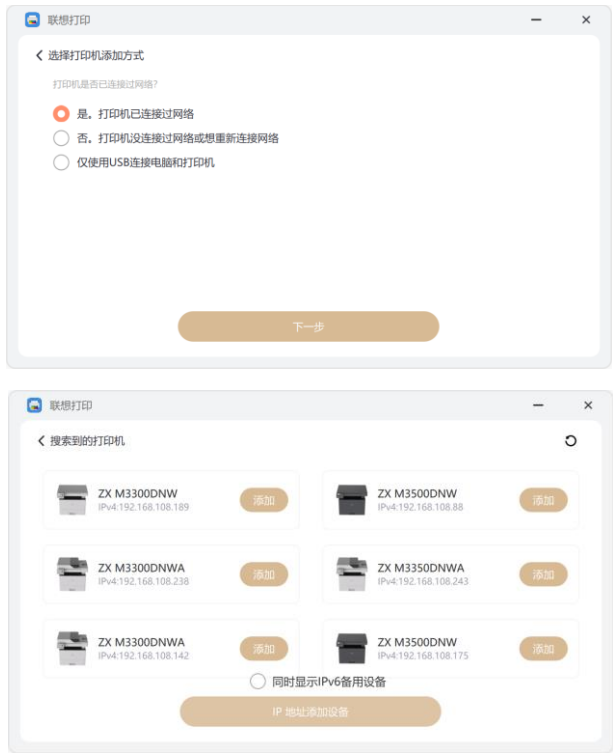 联想打印
选择打印机添加方式
打印机是否已连接过网络?
是，打印机已连接过网络
否，打印机没连接过网络或想重新连接网络
仅使用USB连接电脑和打印机
下一步
联想打印
搜索到的打印机
ZX M3300DNW
IPv4:192.168.108.189
添加
ZX M3500DNW
IPv4:192.168.108.88
添加
ZX M3300DNWA
IPv4:192.168.108.238
添加
ZX M3350DNWA
IPv4:192.168.108.243
添加
ZX M3300DNWA
IPv4:192.168.108.142
添加
ZX M3500DNW
IPv4:192.168.108.175
添加
同时显示IPv6备用设备
IP 地址添加设备